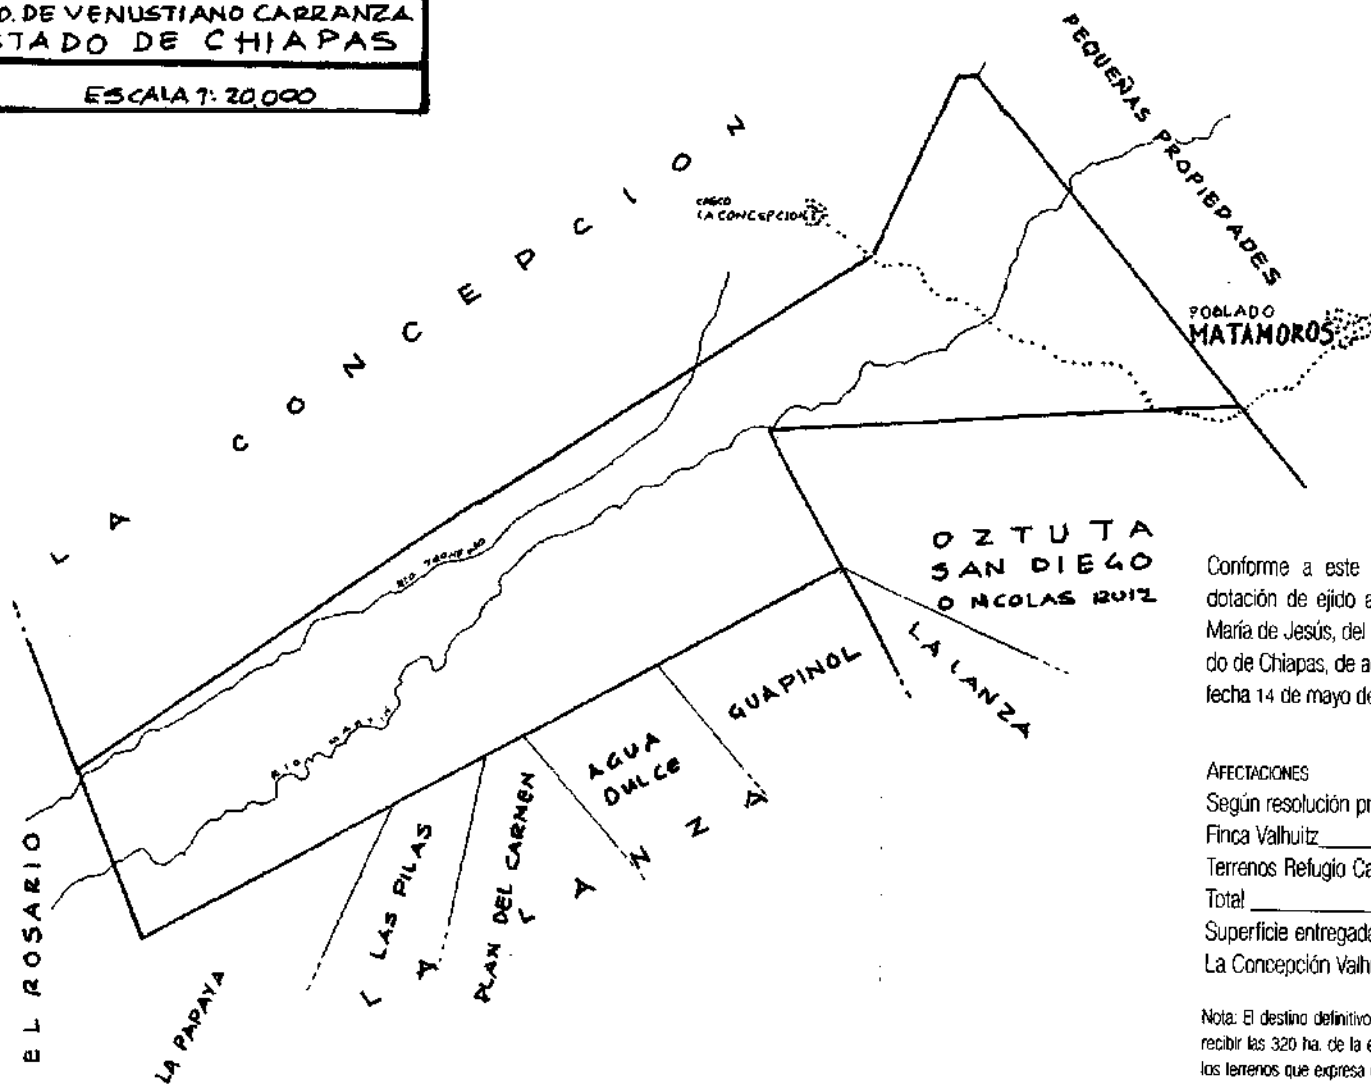 O. DE VENUSTIANO CARRANZA
STADO DE CHIAPAS
ESCALA 1:20,000
PEQUEÑAS PROPIEDADES
LA CONCEPCION
CASCO
LA CONCEPCION
POBLADO
MATAMOROS
RIO
RIO
OZTUTA
SAN DIEGO
O NICOLAS RUIZ
LA LANZA
GUAPINOL
AGUA
DULCE
PLAN DEL CARMEN
LAS PILAS
LA LANZA
LA PAPAYA
EL ROSARIO
Conforme a este
dotación de ejido a
María de Jesús, del
do de Chiapas, de a
fecha 14 de mayo de
AFECTACIONES
Según resolución pr
Finca Valhuitz
Terrenos Refugio Ca
Total
Superficie entregada
La Concepción Valh
Nota: El destino definitivo
recibir las 320 ha. de la e
los terrenos que expresa